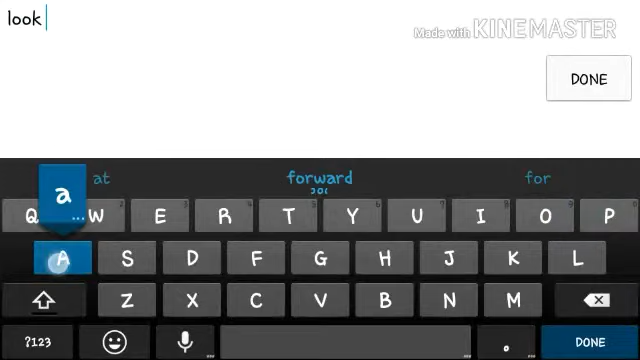 look
Made with KINEMASTER
DONE
at forward for
a
Q W E R T Y U I O P
A S D F G H J K L
Z X C V B N M
?123 . DONE